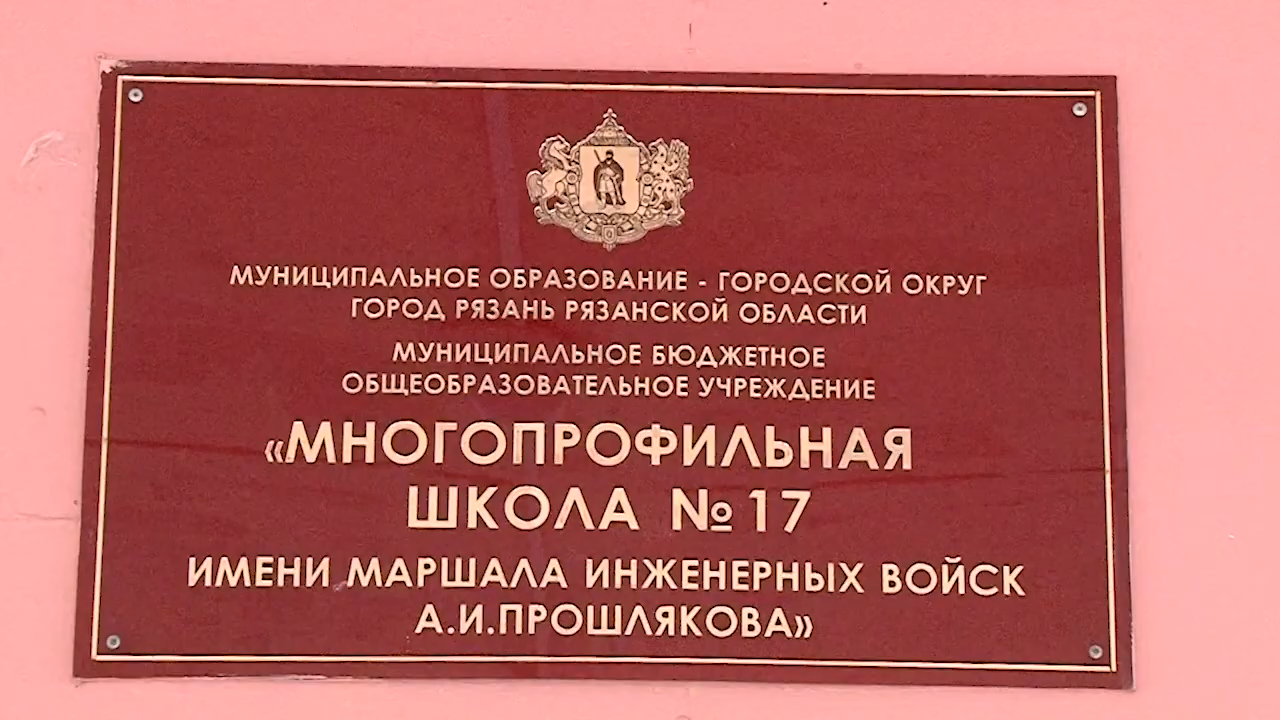 МУНИЦИПАЛЬНОЕ ОБРАЗОВАНИЕ - ГОРОДСКОЙ ОКРУГ
ГОРОД РЯЗАНЬ РЯЗАНСКОЙ ОБЛАСТИ
МУНИЦИПАЛЬНОЕ БЮДЖЕТНОЕ
ОБЩЕОБРАЗОВАТЕЛЬНОЕ УЧРЕЖДЕНИЕ
«МНОГОПРОФИЛЬНАЯ
ШКОЛА №17
ИМЕНИ МАРШАЛА ИНЖЕНЕРНЫХ ВОЙСК
А.И.ПРОШЛЯКОВА»